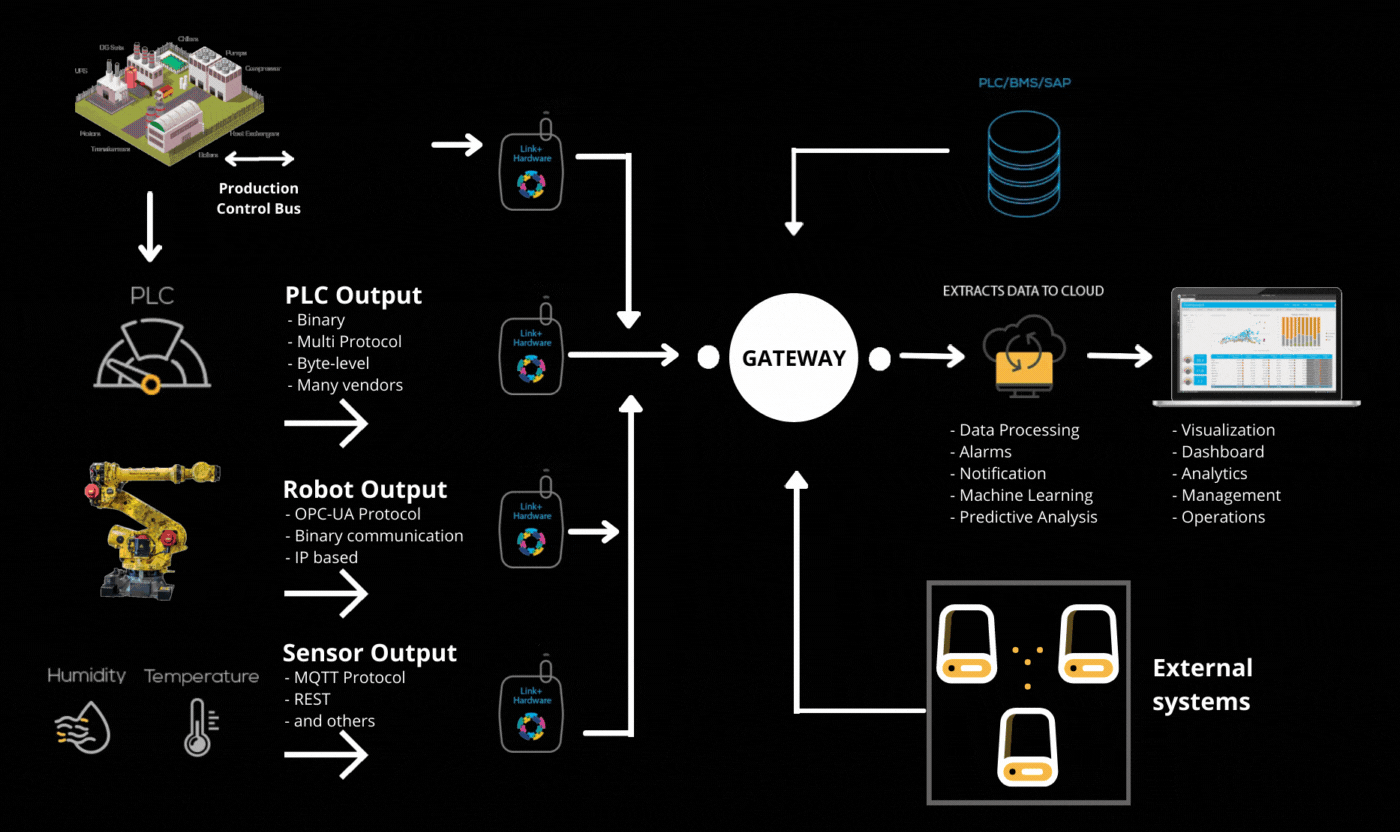 Chillers
DG Sets
Pumps
UPS
Compressor
Motors
Heat Exchangers
Transformers
Boilers
Production
Control Bus
Link+
Hardware
PLC/BMS/SAP
PLC
PLC Output
- Binary
- Multi Protocol
- Byte-level
- Many vendors
Link+
Hardware
GATEWAY
EXTRACTS DATA TO CLOUD
- Data Processing
- Alarms
- Notification
- Machine Learning
- Predictive Analysis
- Visualization
- Dashboard
- Analytics
- Management
- Operations
Robot Output
- OPC-UA Protocol
- Binary communication
- IP based
Link+
Hardware
Humidity
Temperature
Sensor Output
- MQTT Protocol
- REST
- and others
Link+
Hardware
External
systems